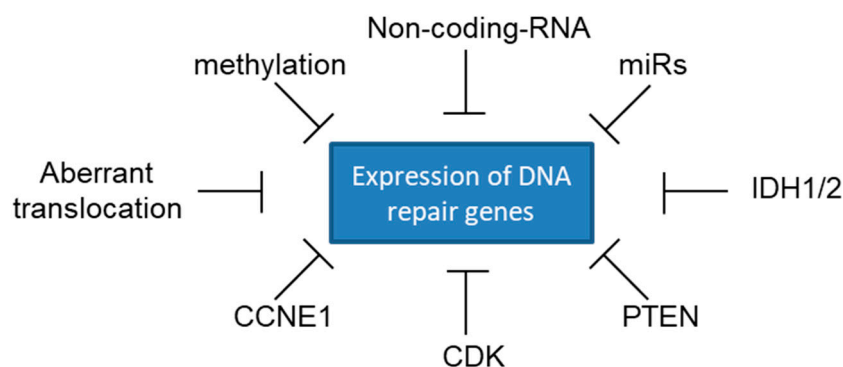 Non-coding-RNA
methylation
miRs
Aberrant
translocation
Expression of DNA
repair genes
IDH1/2
CCNE1
PTEN
CDK